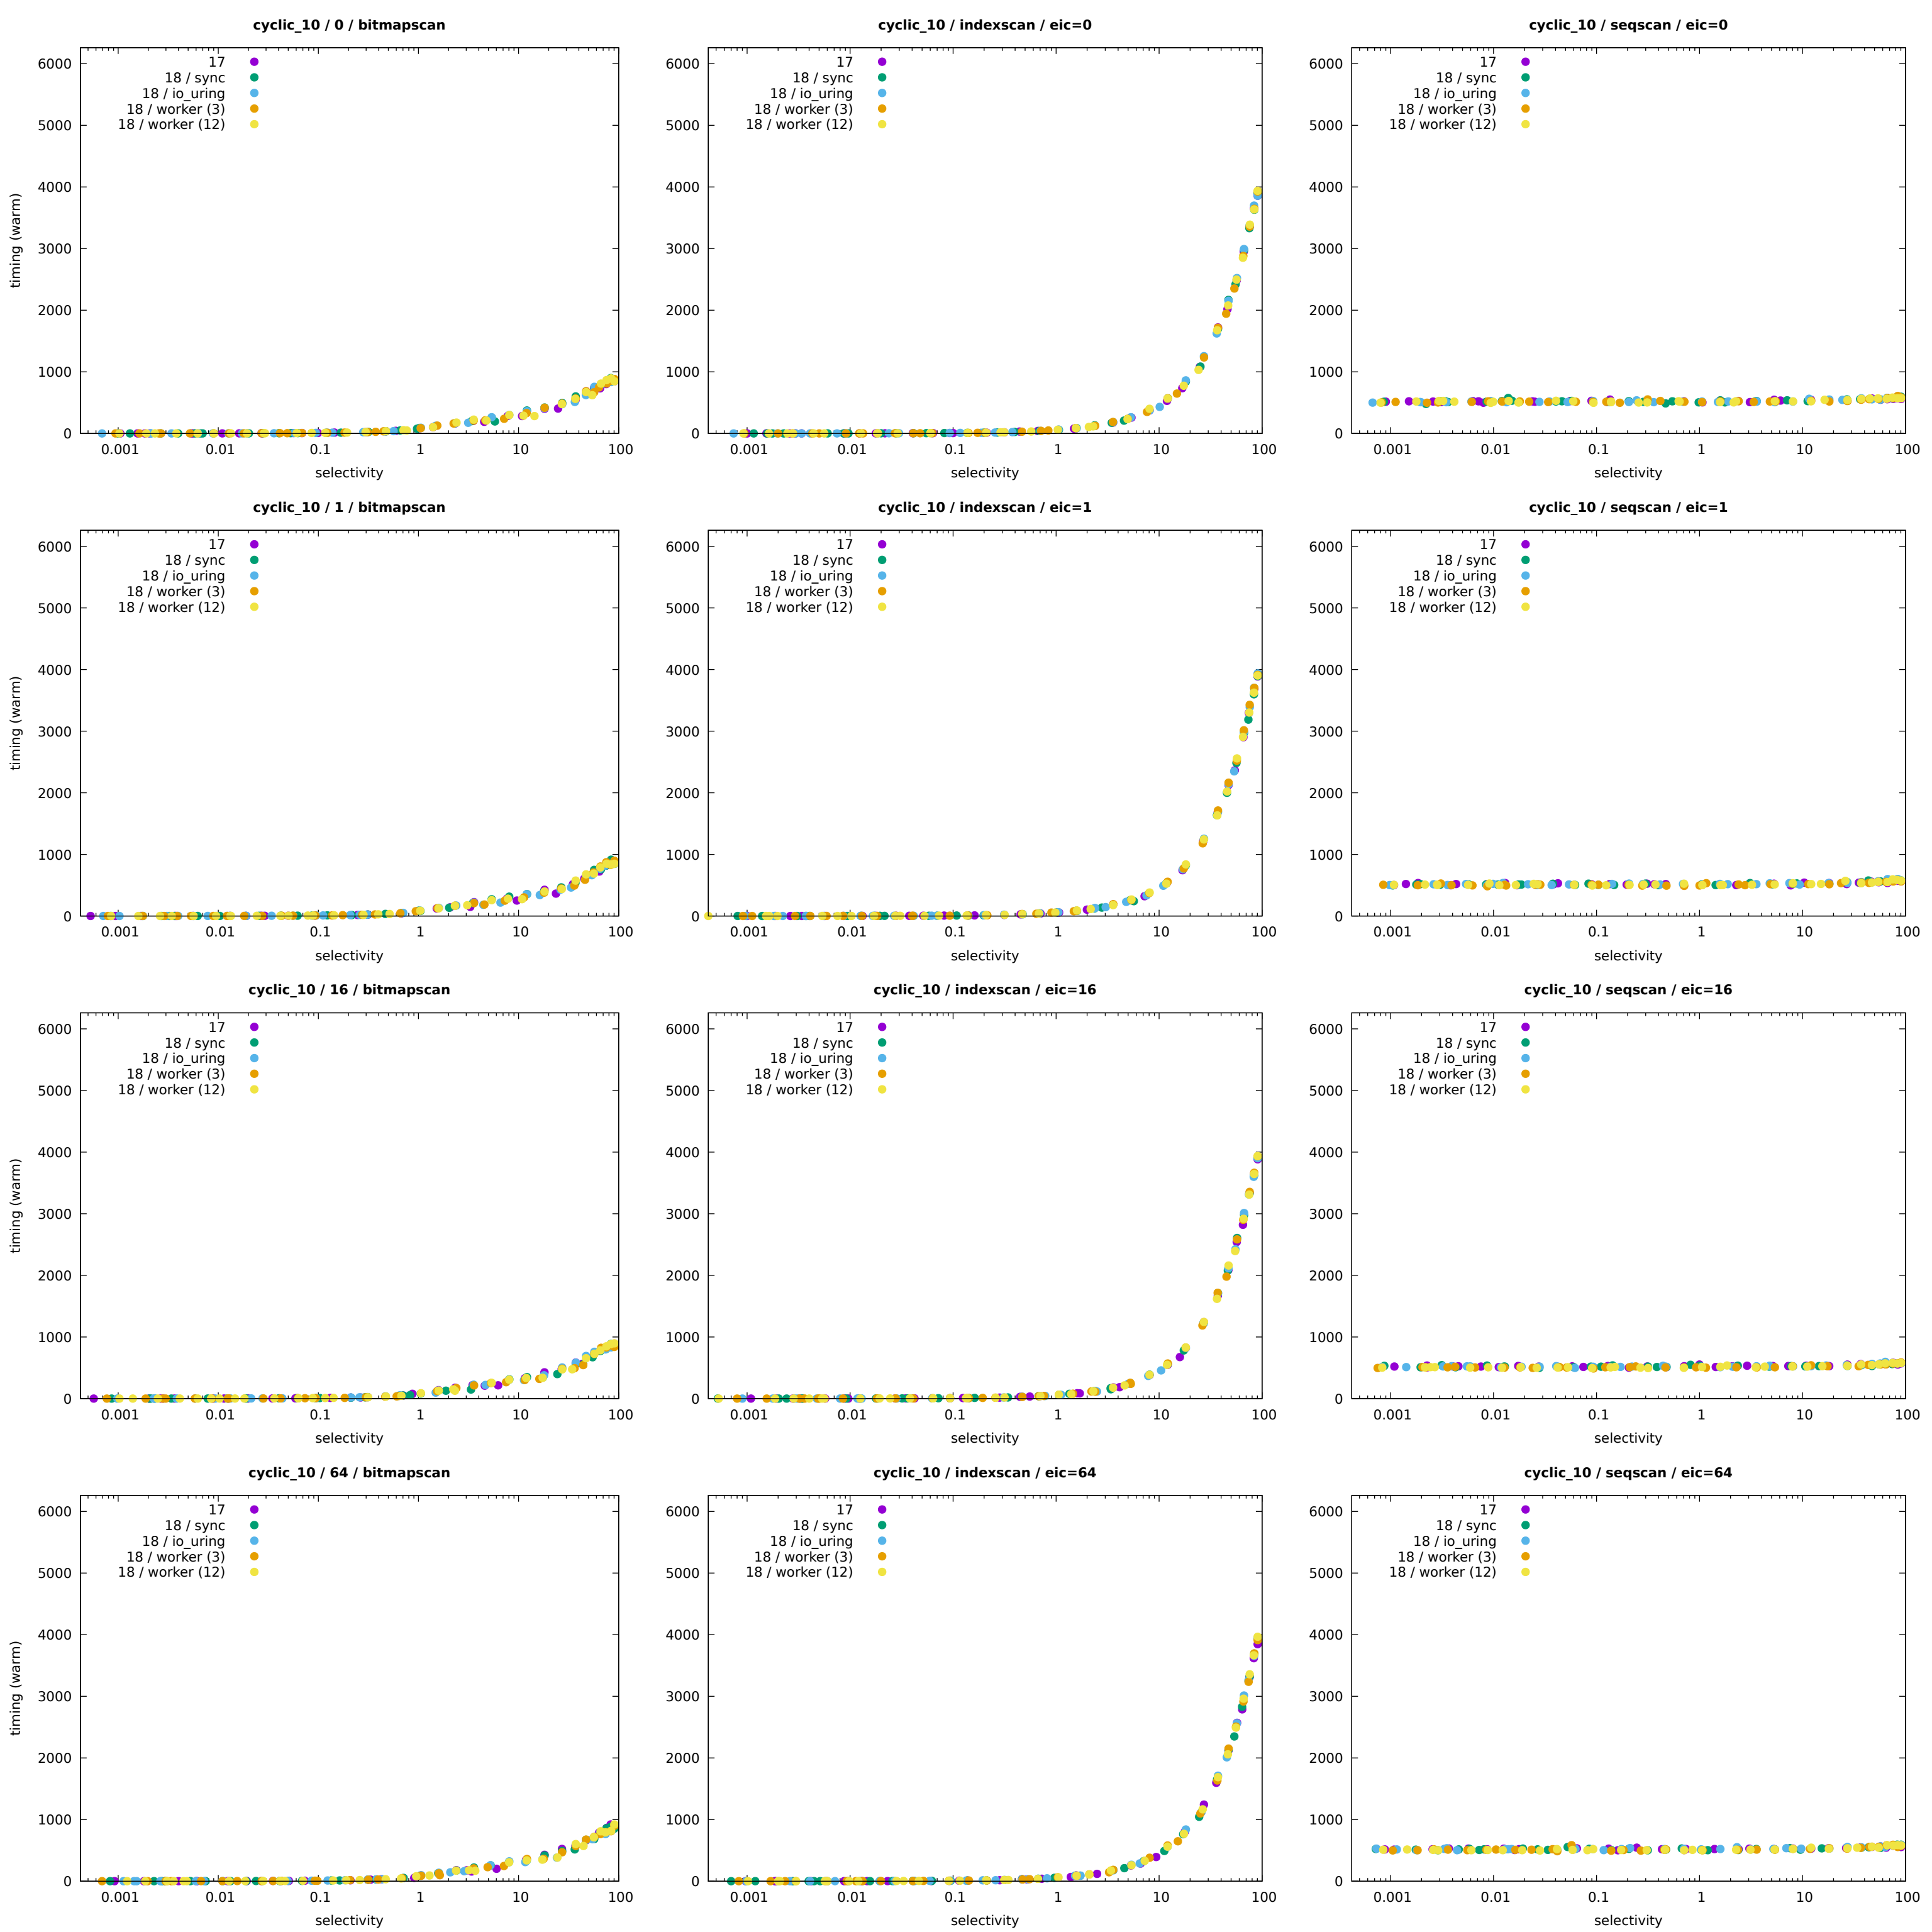 cyclic_10 / 0 / bitmapscan
17
18 / sync
18 / io_uring
18 / worker (3)
18 / worker (12)
6000
5000
4000
3000
2000
1000
0
timing (warm)
0.001 0.01 0.1 1 10 100
selectivity
cyclic_10 / indexscan / eic=0
17
18 / sync
18 / io_uring
18 / worker (3)
18 / worker (12)
6000
5000
4000
3000
2000
1000
0
0.001 0.01 0.1 1 10 100
selectivity
cyclic_10 / seqscan / eic=0
17
18 / sync
18 / io_uring
18 / worker (3)
18 / worker (12)
6000
5000
4000
3000
2000
1000
0
0.001 0.01 0.1 1 10 100
selectivity
cyclic_10 / 1 / bitmapscan
17
18 / sync
18 / io_uring
18 / worker (3)
18 / worker (12)
6000
5000
4000
3000
2000
1000
0
timing (warm)
0.001 0.01 0.1 1 10 100
selectivity
cyclic_10 / indexscan / eic=1
17
18 / sync
18 / io_uring
18 / worker (3)
18 / worker (12)
6000
5000
4000
3000
2000
1000
0
0.001 0.01 0.1 1 10 100
selectivity
cyclic_10 / seqscan / eic=1
17
18 / sync
18 / io_uring
18 / worker (3)
18 / worker (12)
6000
5000
4000
3000
2000
1000
0
0.001 0.01 0.1 1 10 100
selectivity
cyclic_10 / 16 / bitmapscan
17
18 / sync
18 / io_uring
18 / worker (3)
18 / worker (12)
6000
5000
4000
3000
2000
1000
0
timing (warm)
0.001 0.01 0.1 1 10 100
selectivity
cyclic_10 / indexscan / eic=16
17
18 / sync
18 / io_uring
18 / worker (3)
18 / worker (12)
6000
5000
4000
3000
2000
1000
0
0.001 0.01 0.1 1 10 100
selectivity
cyclic_10 / seqscan / eic=16
17
18 / sync
18 / io_uring
18 / worker (3)
18 / worker (12)
6000
5000
4000
3000
2000
1000
0
0.001 0.01 0.1 1 10 100
selectivity
cyclic_10 / 64 / bitmapscan
17
18 / sync
18 / io_uring
18 / worker (3)
18 / worker (12)
6000
5000
4000
3000
2000
1000
0
timing (warm)
0.001 0.01 0.1 1 10 100
selectivity
cyclic_10 / indexscan / eic=64
17
18 / sync
18 / io_uring
18 / worker (3)
18 / worker (12)
6000
5000
4000
3000
2000
1000
0
0.001 0.01 0.1 1 10 100
selectivity
cyclic_10 / seqscan / eic=64
17
18 / sync
18 / io_uring
18 / worker (3)
18 / worker (12)
6000
5000
4000
3000
2000
1000
0
0.001 0.01 0.1 1 10 100
selectivity